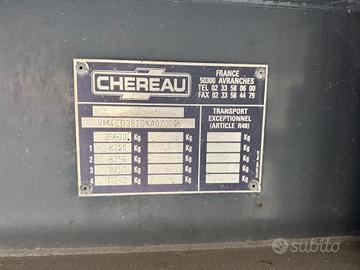 CHEREAU
FRANCE
50300 AVRANCHES
TEL 02 33 58 06 00
FAX 02 33 58 44 79
TRANSPORT
EXCEPTIONNEL
(ARTICLE R48)
36800 Kg Kg
1 8250 Kg Kg
2 8250 Kg Kg
3 8250 Kg Kg
4 Kg Kg
subito